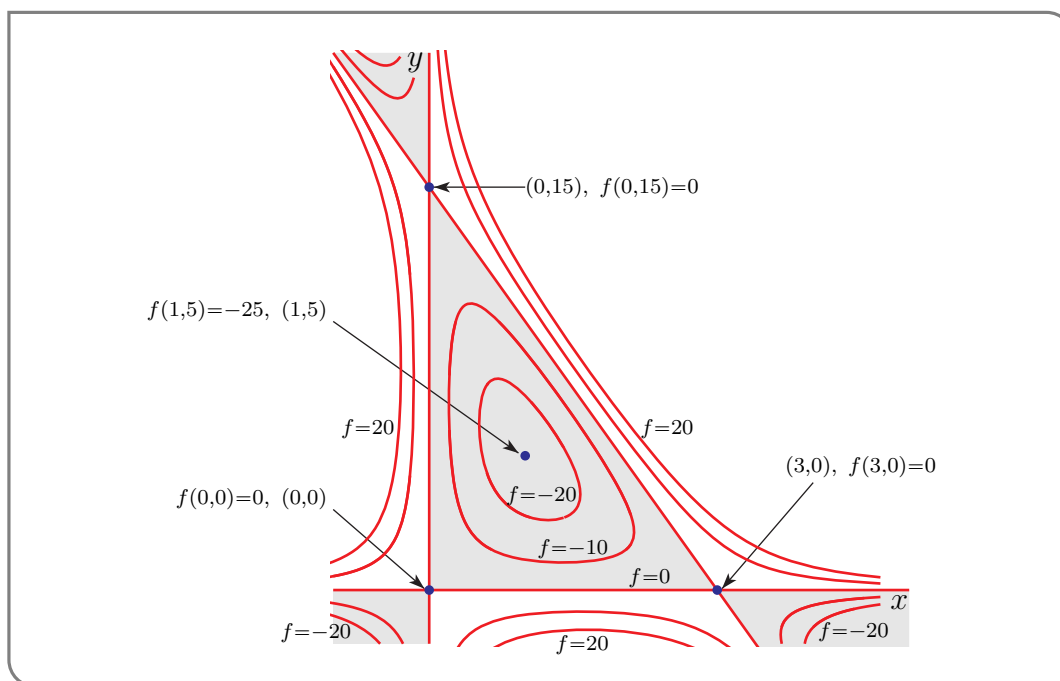 y
(0,15), f(0,15)=0
f(1,5)=−25, (1,5)
f=20
f=20
(3,0), f(3,0)=0
f(0,0)=0, (0,0)
f=−20
f=−10
f=0
x
f=−20
f=20
f=−20